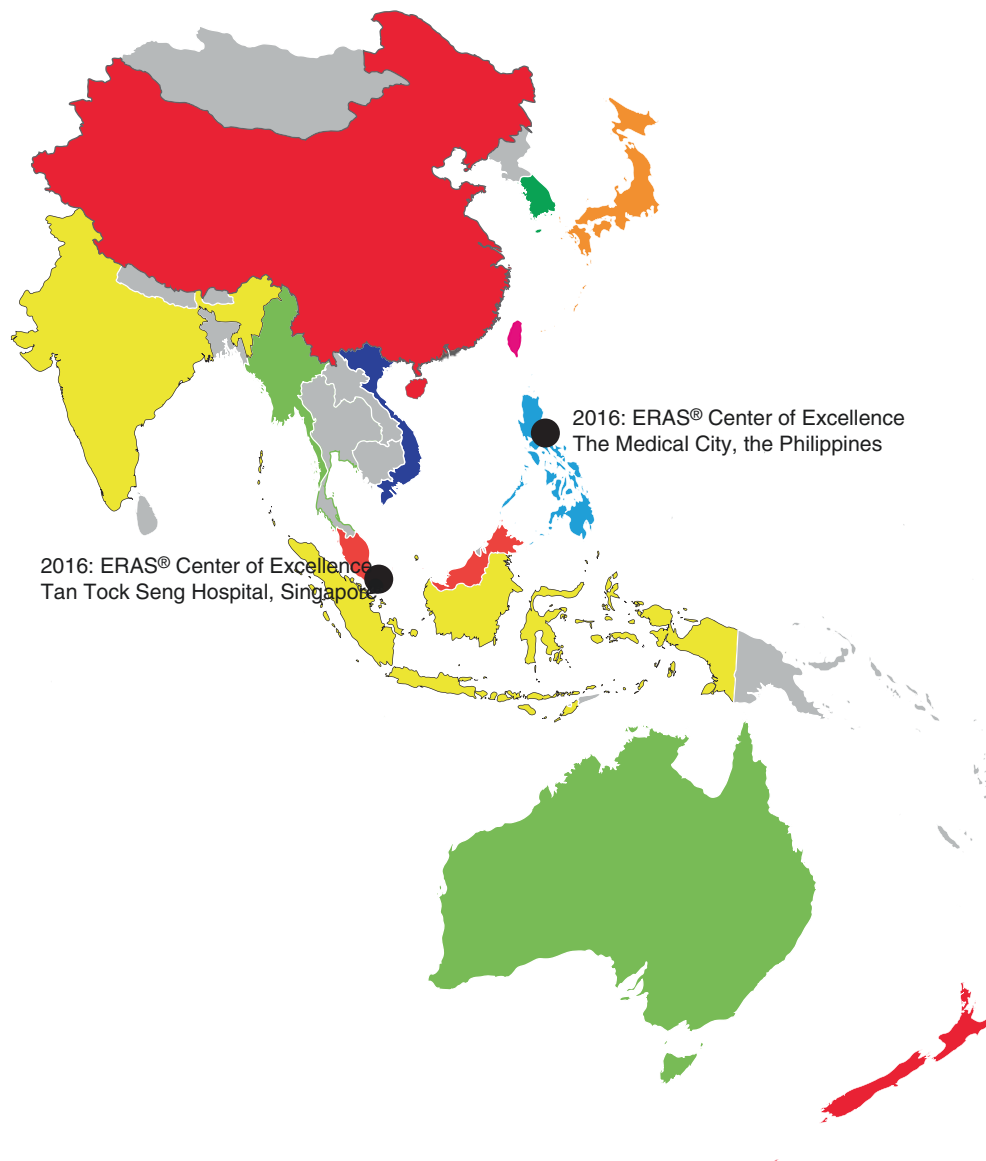 2016: ERAS® Center of Excellence
The Medical City, the Philippines
2016: ERAS® Center of Excellence
Tan Tock Seng Hospital, Singapore